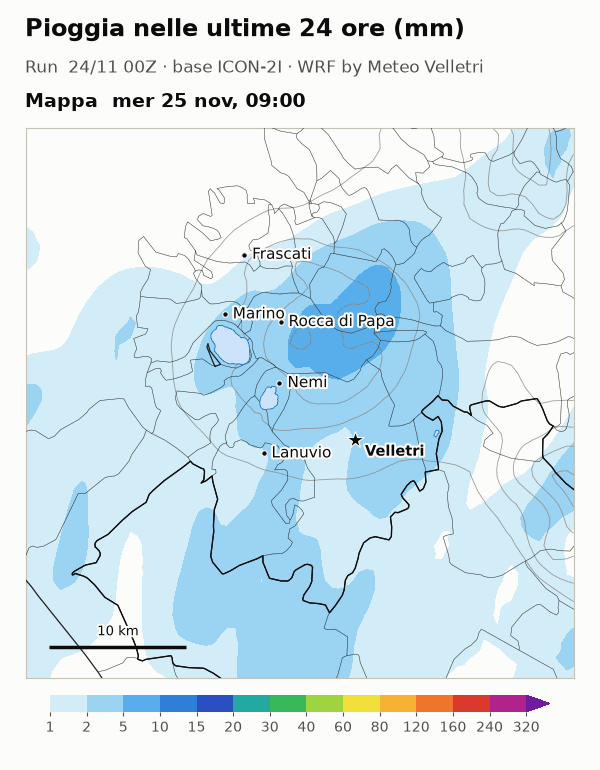 Pioggia nelle ultime 24 ore (mm)
Run  24/11 00Z · base ICON-2I · WRF by Meteo Velletri
Mappa  mer 25 nov, 09:00
Frascati
Marino
Rocca di Papa
Nemi
Velletri
Lanuvio
10 km
1 2 5 10 15 20 30 40 60 80 120 160 240 320